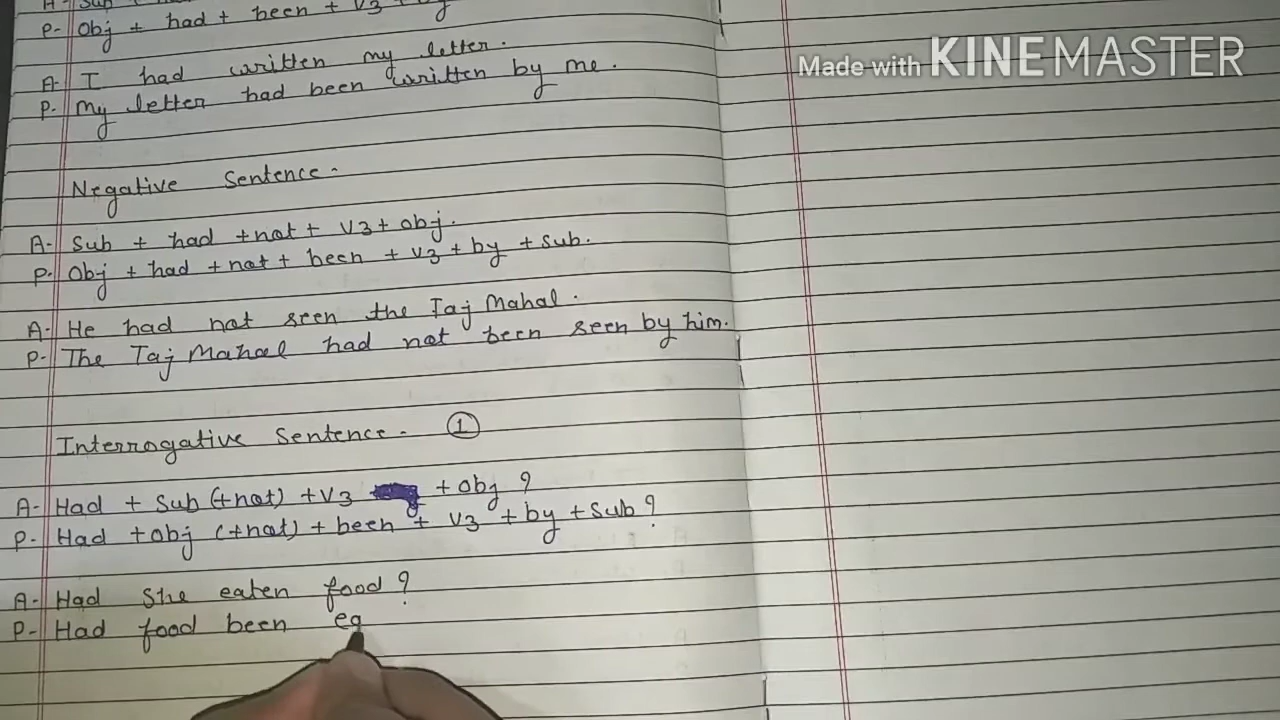 A- Sub +
P- Obj + had + been + V3 +
Made with KINEMASTER
A- I had written my letter.
P- My letter had been written by me.
Negative Sentence.
A- Sub + had + not + V3 + obj.
P- Obj + had + not + been + V3 + by + sub.
A- He had not seen the Taj Mahal.
P- The Taj Mahal had not been seen by him.
Interrogative Sentence. 1
A- Had + Sub (+not) + V3 + obj ?
P- Had + obj (+not) + been + V3 + by + sub ?
A- Had She eaten food ?
P- Had food been ea